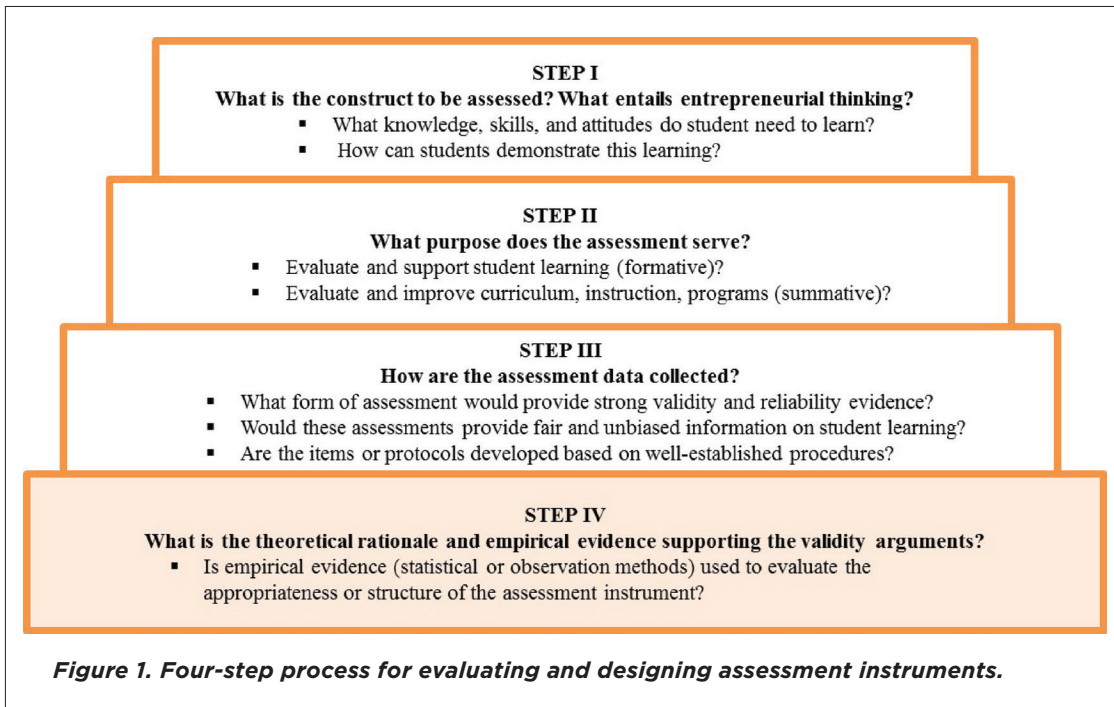 STEP I
What is the construct to be assessed? What entails entrepreneurial thinking?
▪ What knowledge, skills, and attitudes do student need to learn?
▪ How can students demonstrate this learning?
STEP II
What purpose does the assessment serve?
▪ Evaluate and support student learning (formative)?
▪ Evaluate and improve curriculum, instruction, programs (summative)?
STEP III
How are the assessment data collected?
▪ What form of assessment would provide strong validity and reliability evidence?
▪ Would these assessments provide fair and unbiased information on student learning?
▪ Are the items or protocols developed based on well-established procedures?
STEP IV
What is the theoretical rationale and empirical evidence supporting the validity arguments?
▪ Is empirical evidence (statistical or observation methods) used to evaluate the
appropriateness or structure of the assessment instrument?
Figure 1. Four-step process for evaluating and designing assessment instruments.